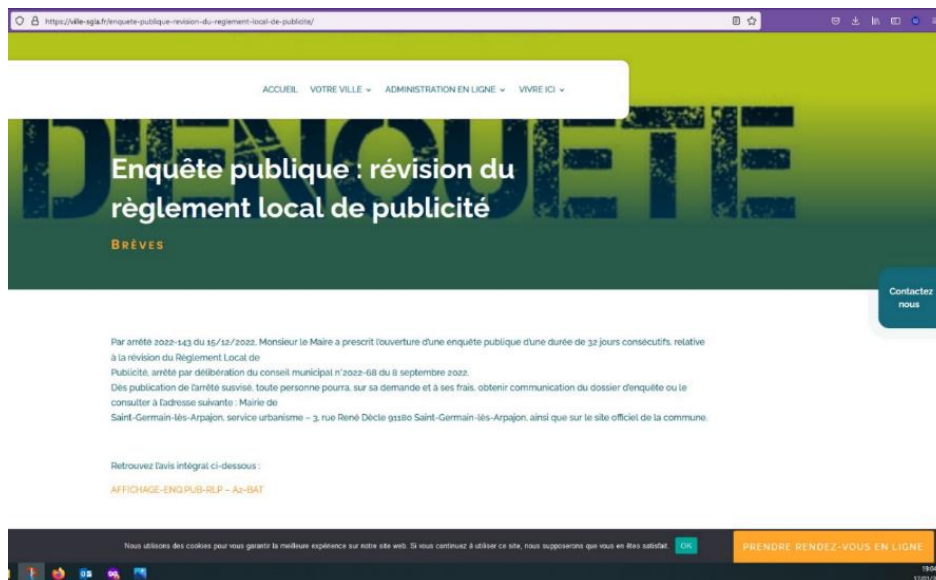 https://ville-sgla.fr/enquete-publique-revision-du-reglement-local-de-publicite/
ACCUEIL VOTRE VILLE ADMINISTRATION EN LIGNE VIVRE ICI
D'ENQUETE
Enquête publique : révision du
règlement local de publicité
BRÈVES
Contactez
nous
Par arrêté 2022-143 du 15/12/2022, Monsieur le Maire a prescrit l'ouverture d'une enquête publique d'une durée de 32 jours consécutifs, relative
à la révision du Règlement Local de
Publicité, arrêté par délibération du conseil municipal n°2022-68 du 8 septembre 2022.
Dès publication de l'arrêté susvisé, toute personne pourra, sur sa demande et à ses frais, obtenir communication du dossier d'enquête ou le
consulter à l'adresse suivante : Mairie de
Saint-Germain-lès-Arpajon, service urbanisme – 3, rue René Dècle 91180 Saint-Germain-lès-Arpajon, ainsi que sur le site officiel de la commune.
Retrouvez l'avis intégral ci-dessous :
AFFICHAGE-ENQ.PUB-RLP – A2-BAT
Nous utilisons des cookies pour vous garantir la meilleure expérience sur notre site web. Si vous continuez à utiliser ce site, nous supposerons que vous en êtes satisfait. OK
PRENDRE RENDEZ-VOUS EN LIGNE
19:04